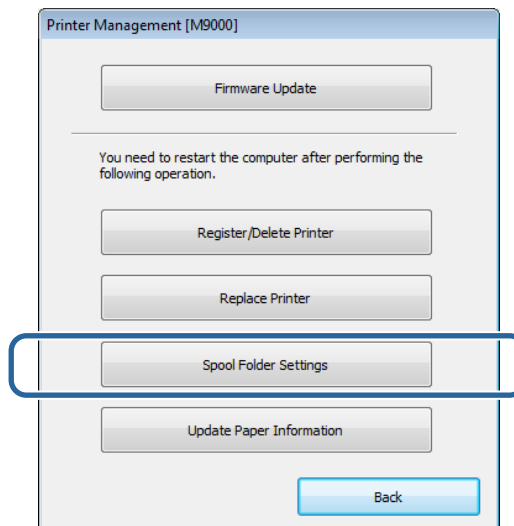 Printer Management [M9000]
Firmware Update
You need to restart the computer after performing the
following operation.
Register/Delete Printer
Replace Printer
Spool Folder Settings
Update Paper Information
Back